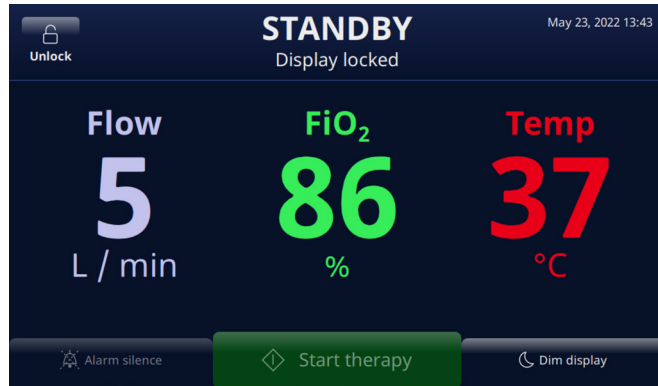 STANDBY
May 23, 2022 13:43
Unlock
Display locked
Flow
FiO₂
Temp
5
86
37
L / min
%
°C
Alarm silence
Start therapy
Dim display